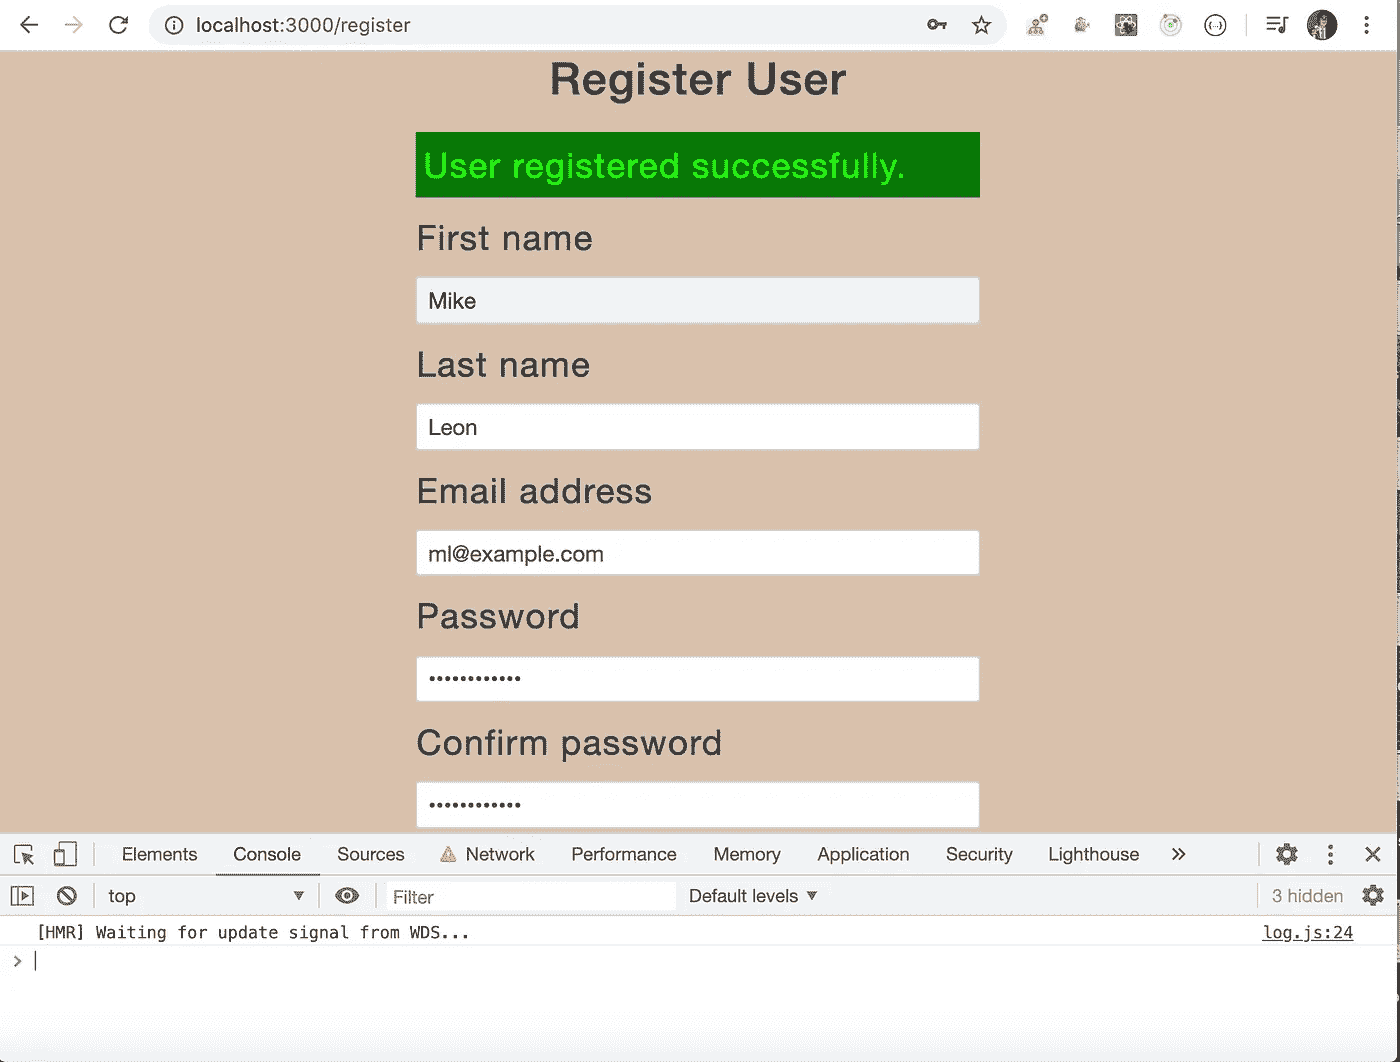 localhost:3000/register
Register User
User registered successfully.
First name
Mike
Last name
Leon
Email address
ml@example.com
Password
••••••••••••
Confirm password
••••••••••••
Elements Console Sources Network Performance Memory Application Security Lighthouse »
top Filter Default levels 3 hidden
[HMR] Waiting for update signal from WDS... log.js:24
>